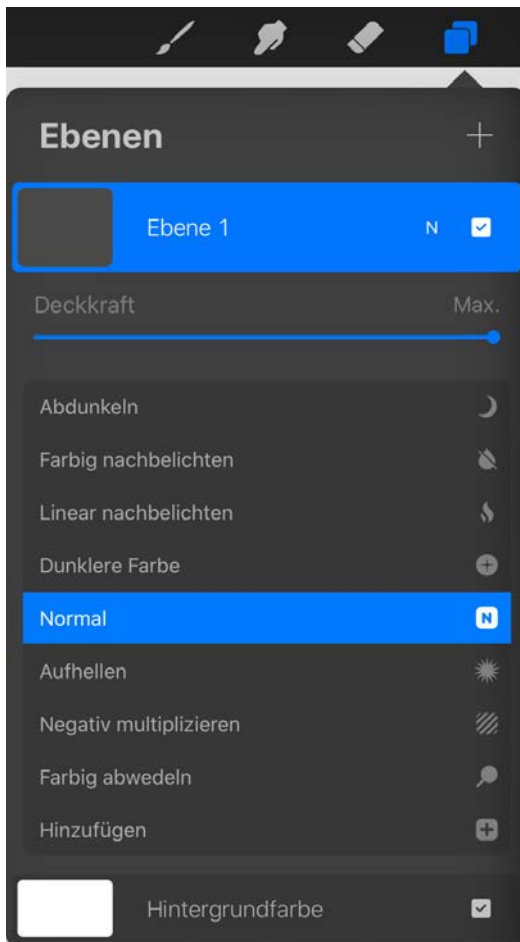 Ebenen
Ebene 1 N
Deckkraft Max.
Abdunkeln
Farbig nachbelichten
Linear nachbelichten
Dunklere Farbe
Normal N
Aufhellen
Negativ multiplizieren
Farbig abwedeln
Hinzufügen
Hintergrundfarbe